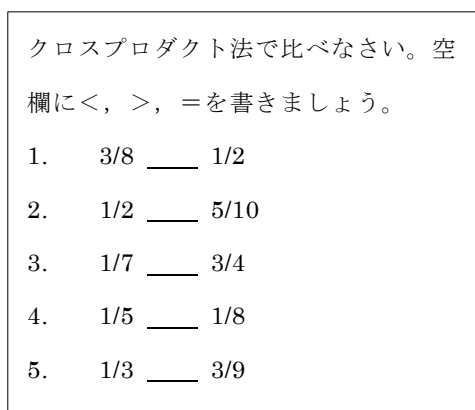 クロスプロダクト法で比べなさい。空
欄に＜，＞，＝を書きましょう。
1. 3/8 ____ 1/2
2. 1/2 ____ 5/10
3. 1/7 ____ 3/4
4. 1/5 ____ 1/8
5. 1/3 ____ 3/9